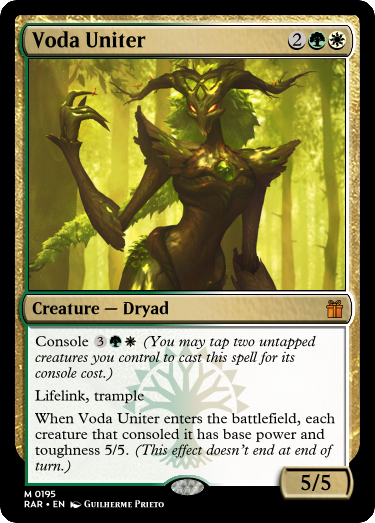 Voda Uniter 2
Creature — Dryad
Console 3 (You may tap two untapped
creatures you control to cast this spell for its
console cost.)
Lifelink, trample
When Voda Uniter enters the battlefield, each
creature that consoled it has base power and
toughness 5/5. (This effect doesn't end at end of
turn.)
5/5
M 0195
RAR • EN Guilherme Prieto